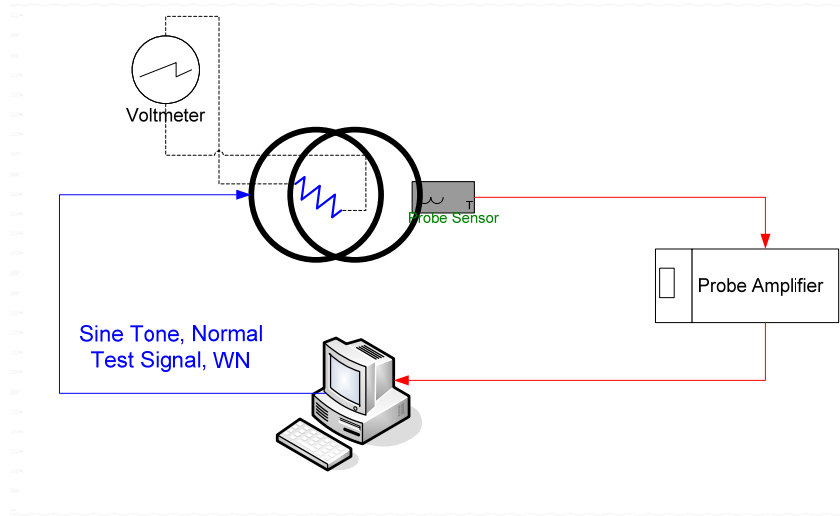 Voltmeter
T
Probe Sensor
Probe Amplifier
Sine Tone, Normal
Test Signal, WN